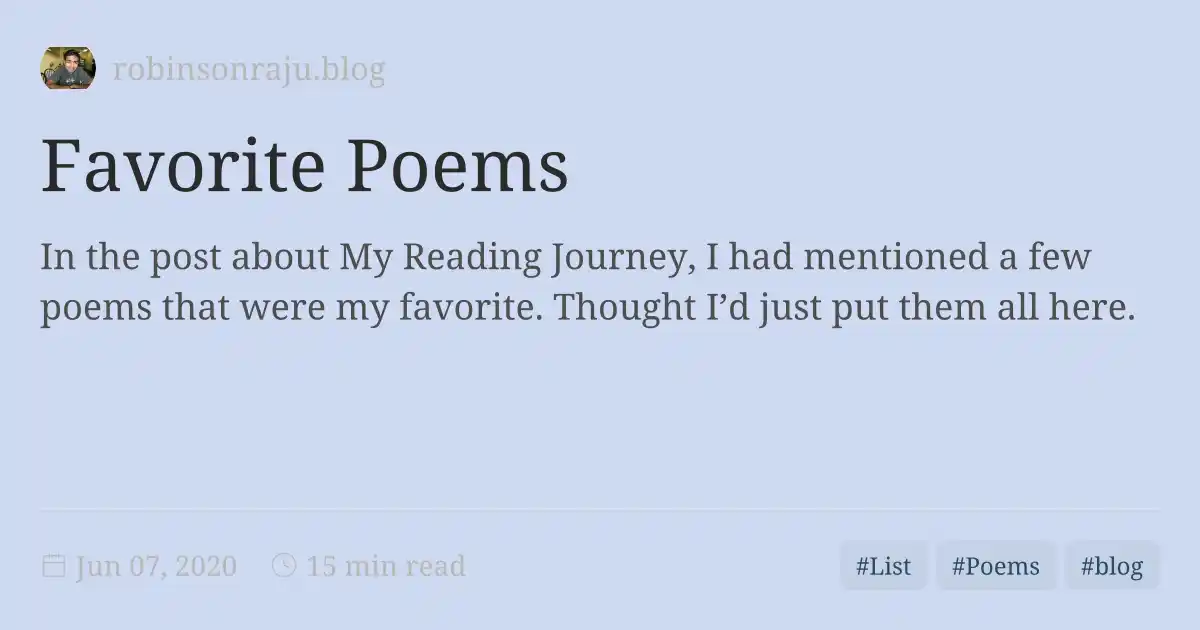 robinsonraju.blog
Favorite Poems
In the post about My Reading Journey, I had mentioned a few
poems that were my favorite. Thought I’d just put them all here.
Jun 07, 2020 15 min read #List #Poems #blog